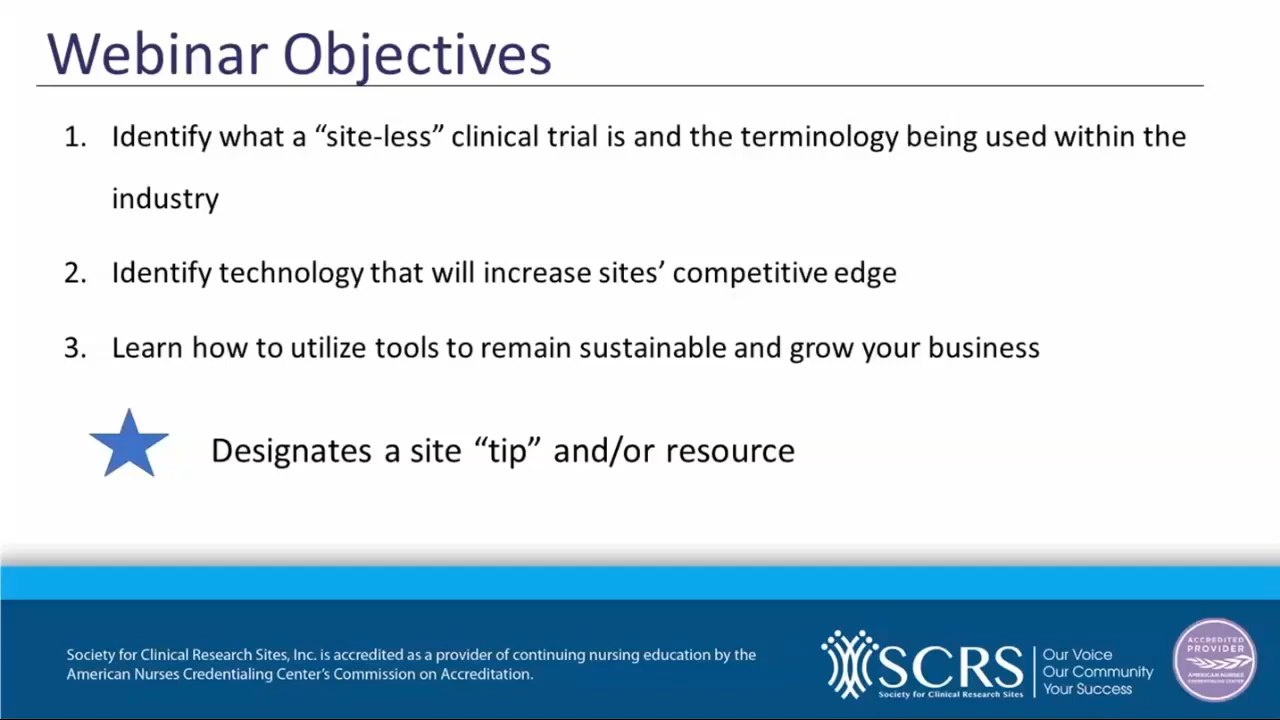 Webinar Objectives
1. Identify what a “site-less” clinical trial is and the terminology being used within the
industry
2. Identify technology that will increase sites’ competitive edge
3. Learn how to utilize tools to remain sustainable and grow your business
Designates a site “tip” and/or resource
Society for Clinical Research Sites, Inc. is accredited as a provider of continuing nursing education by the
American Nurses Credentialing Center’s Commission on Accreditation.
SCRS
Society for Clinical Research Sites
Our Voice
Our Community
Your Success
ACCREDITED
PROVIDER
AMERICAN NURSES
CREDENTIALING CENTER